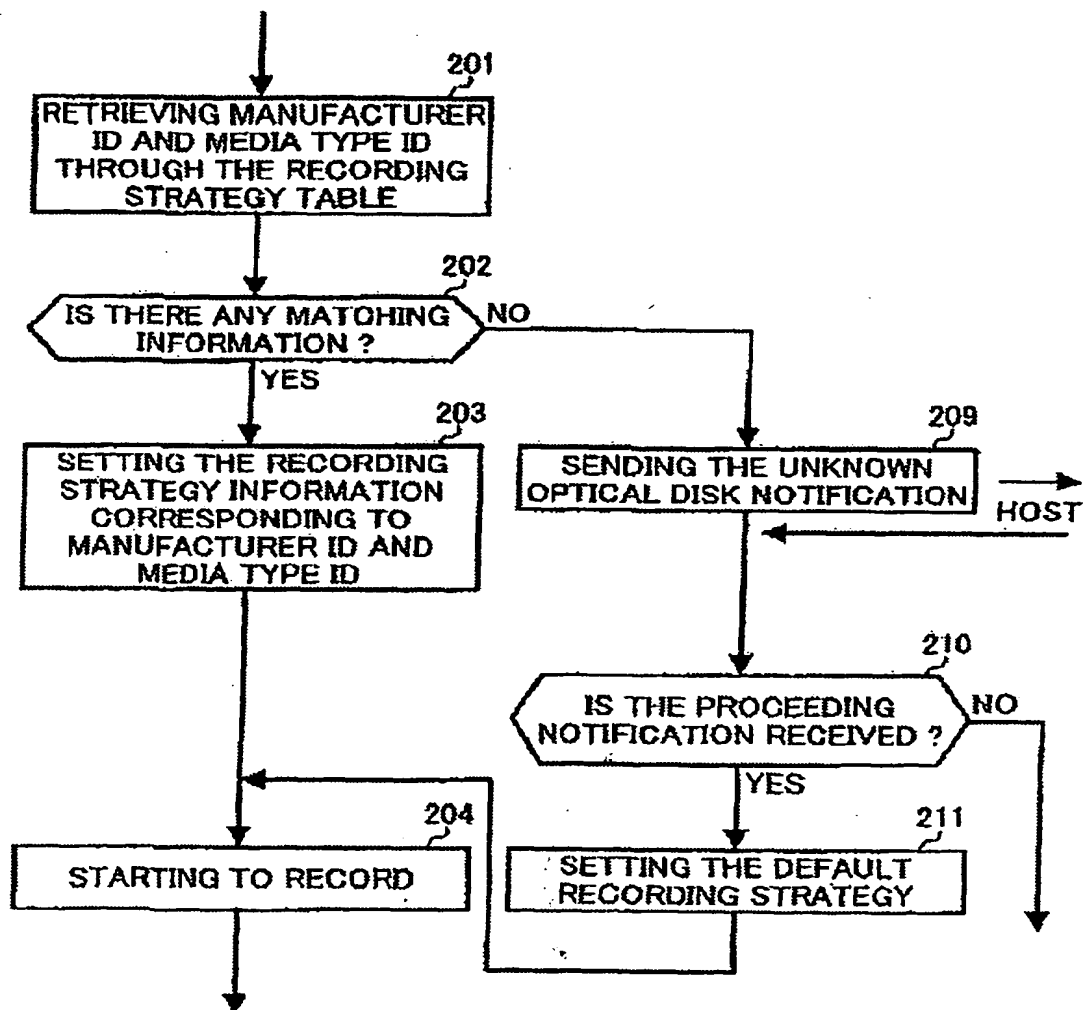 201
RETRIEVING MANUFACTURER
ID AND MEDIA TYPE ID
THROUGH THE RECORDING
STRATEGY TABLE
202
IS THERE ANY MATCHING
INFORMATION ?
NO
YES
203
SETTING THE RECORDING
STRATEGY INFORMATION
CORRESPONDING TO
MANUFACTURER ID AND
MEDIA TYPE ID
209
SENDING THE UNKNOWN
OPTICAL DISK NOTIFICATION
HOST
210
IS THE PROCEEDING
NOTIFICATION RECEIVED ?
NO
YES
204
STARTING TO RECORD
211
SETTING THE DEFAULT
RECORDING STRATEGY